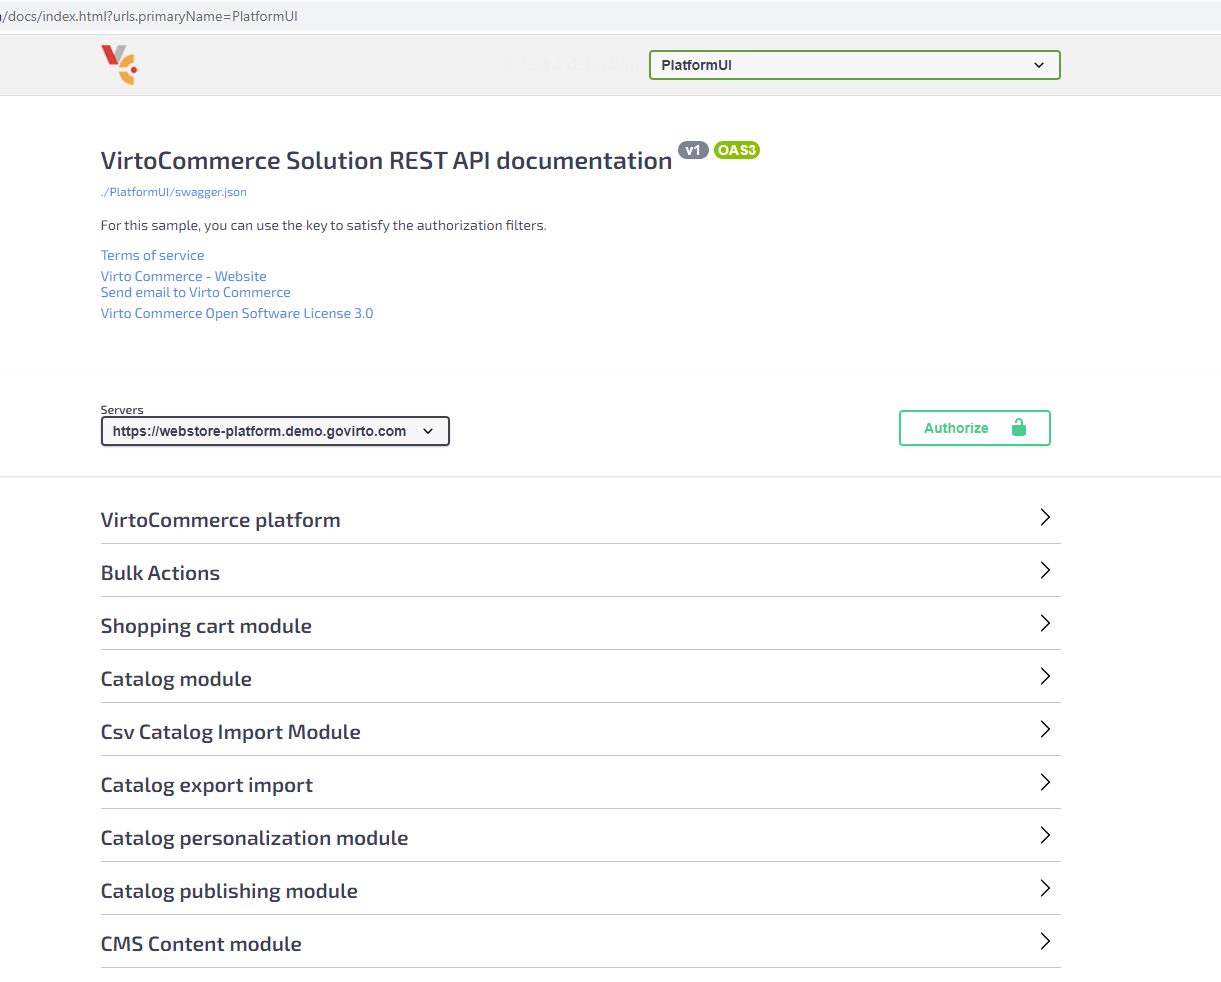 /docs/index.html?urls.primaryName=PlatformUI
PlatformUI
VirtoCommerce Solution REST API documentation v1 OAS3
./PlatformUI/swagger.json
For this sample, you can use the key to satisfy the authorization filters.
Terms of service
Virto Commerce - Website
Send email to Virto Commerce
Virto Commerce Open Software License 3.0
Servers
https://webstore-platform.demo.govirto.com
Authorize
VirtoCommerce platform
Bulk Actions
Shopping cart module
Catalog module
Csv Catalog Import Module
Catalog export import
Catalog personalization module
Catalog publishing module
CMS Content module